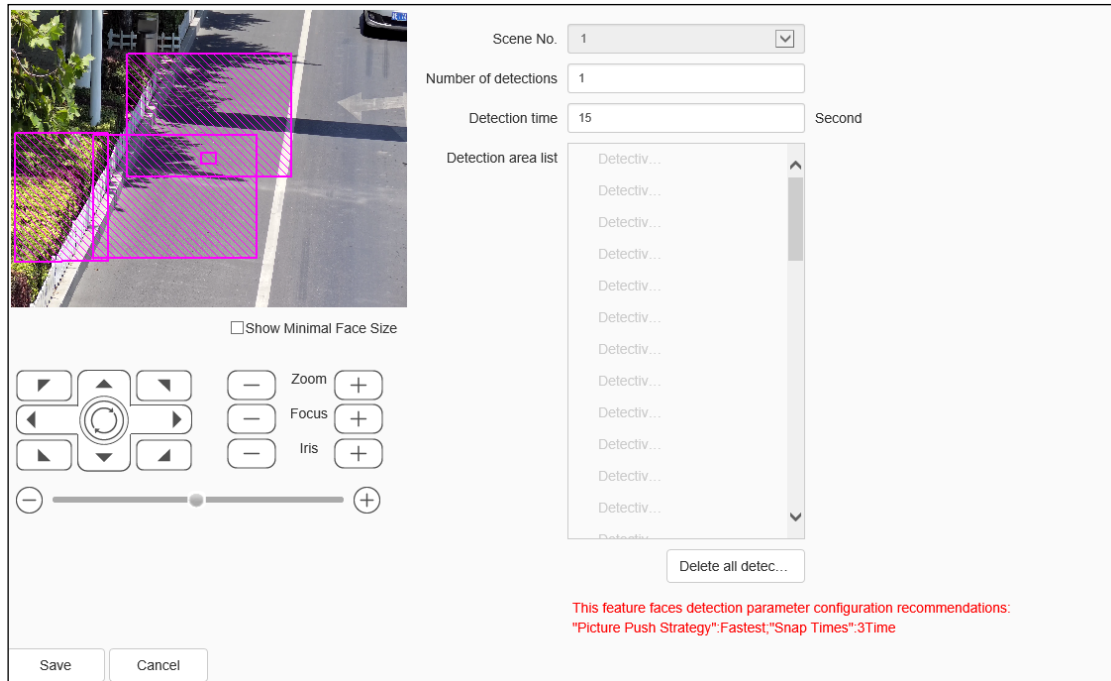 Scene No. 1
Number of detections 1
Detection time 15 Second
Detection area list Detectiv...
Detectiv...
Detectiv...
Detectiv...
Detectiv...
Detectiv...
Detectiv...
Detectiv...
Detectiv...
Detectiv...
Detectiv...
Detectiv...
Show Minimal Face Size
Zoom
Focus
Iris
Delete all detec...
This feature faces detection parameter configuration recommendations:
"Picture Push Strategy":Fastest;"Snap Times":3Time
Save Cancel